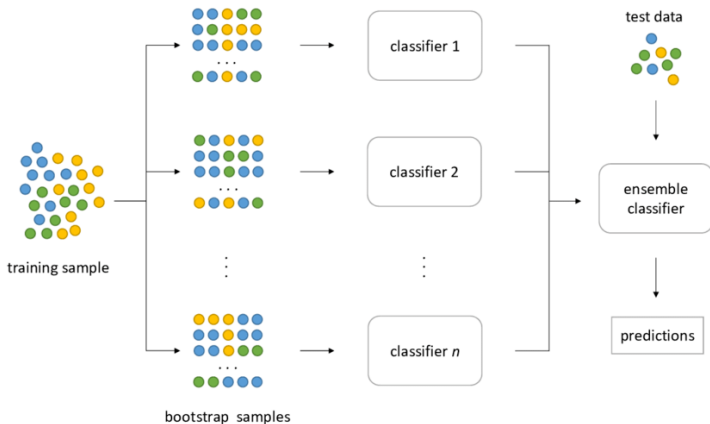 classifier 1
test data
. . .
classifier 2
ensemble
classifier
. . .
training sample
classifier n
predictions
. . .
bootstrap samples